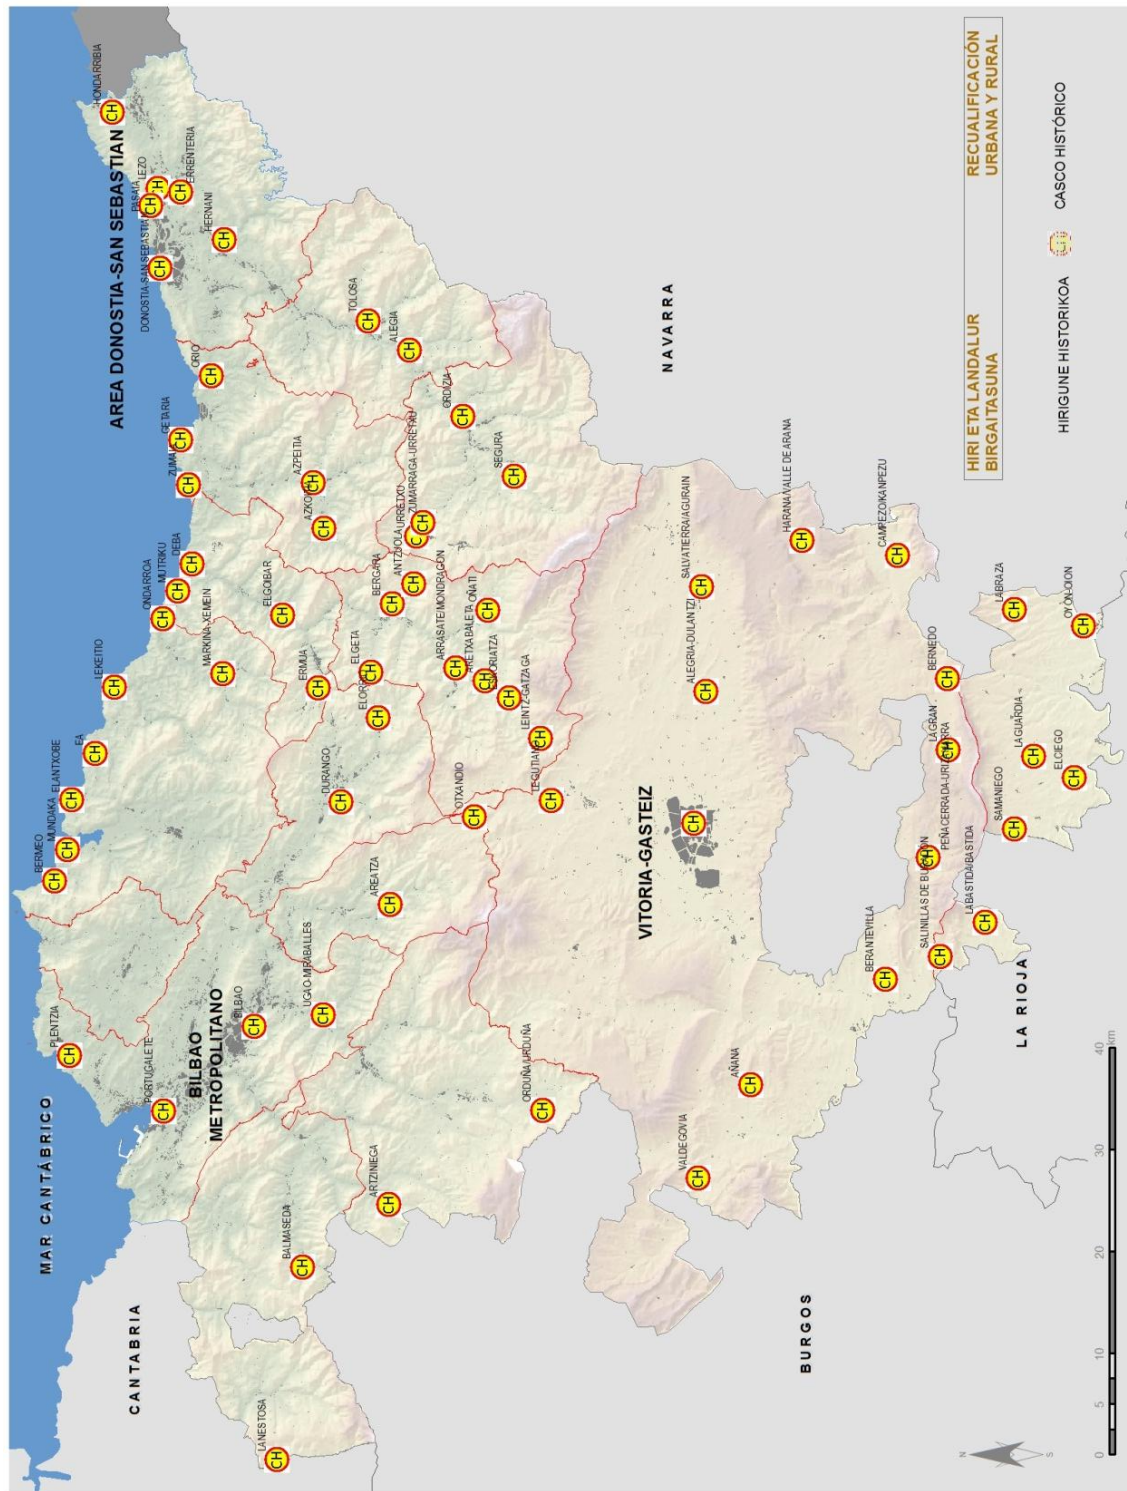 MAR CANTÁBRICO
CANTABRIA
BURGOS
LA RIOJA
NAVARRA
BILBAO
METROPOLITANO
AREA DONOSTIA-SAN SEBASTIAN
VITORIA-GASTEIZ
LANESTOSA
BALMASEDA
ARTZINIEGA
PORTUGALETE
PLENTZIA
BILBAO
UGAO-MIRABALLES
ORDUÑA/URDUÑA
AREATZA
BERMEO
MUNDAKA
ELANTXOBE
EA
LEKEITIO
ONDARROA
MUTRIKU
DEBA
MARKINA-XEMEIN
ERMUA
DURANGO
ELORRIO
ELGETA
OTXANDIO
LEGUTIANO
ELGOIBAR
BERGARA
ANTZUOLA
URRETXU
ZUMARRAGA-URRETXU
ARRASATE/MONDRAGON
ARETXABALETA
OÑATI
ESKORIATZA
LEINTZ-GATZAGA
ZUMAIA
GETARIA
ORIO
AZPEITIA
AZKOITIA
SEGURA
ORDIZIA
ALEGIA
TOLOSA
HERNANI
DONOSTIA-SAN SEBASTIAN
PASAIA
LEZO
ERRENTERIA
HONDARRIBIA
VALDEGOVIA
AÑANA
BERANTEVILLA
SALINILLAS DE BURADON
LABASTIDA/BASTIDA
PEÑACERRADA-URIZAHARRA
LAGRAN
BERNEDO
SAMANIEGO
LAGUARDIA
ELCIEGO
LABRAZA
OYON-OION
ALEGRIA-DULANTZI
SALVATIERRA/AGURAIN
HARANA/VALLE DE ARANA
CAMPEZO/KANPEZU
HIRI ETA LANDALUR
BIRGAITASUNA
RECUALIFICACIÓN
URBANA Y RURAL
HIRIGUNE HISTORIKOA
CH
CASCO HISTÓRICO
N
S
0 5 10 20 30 40
km